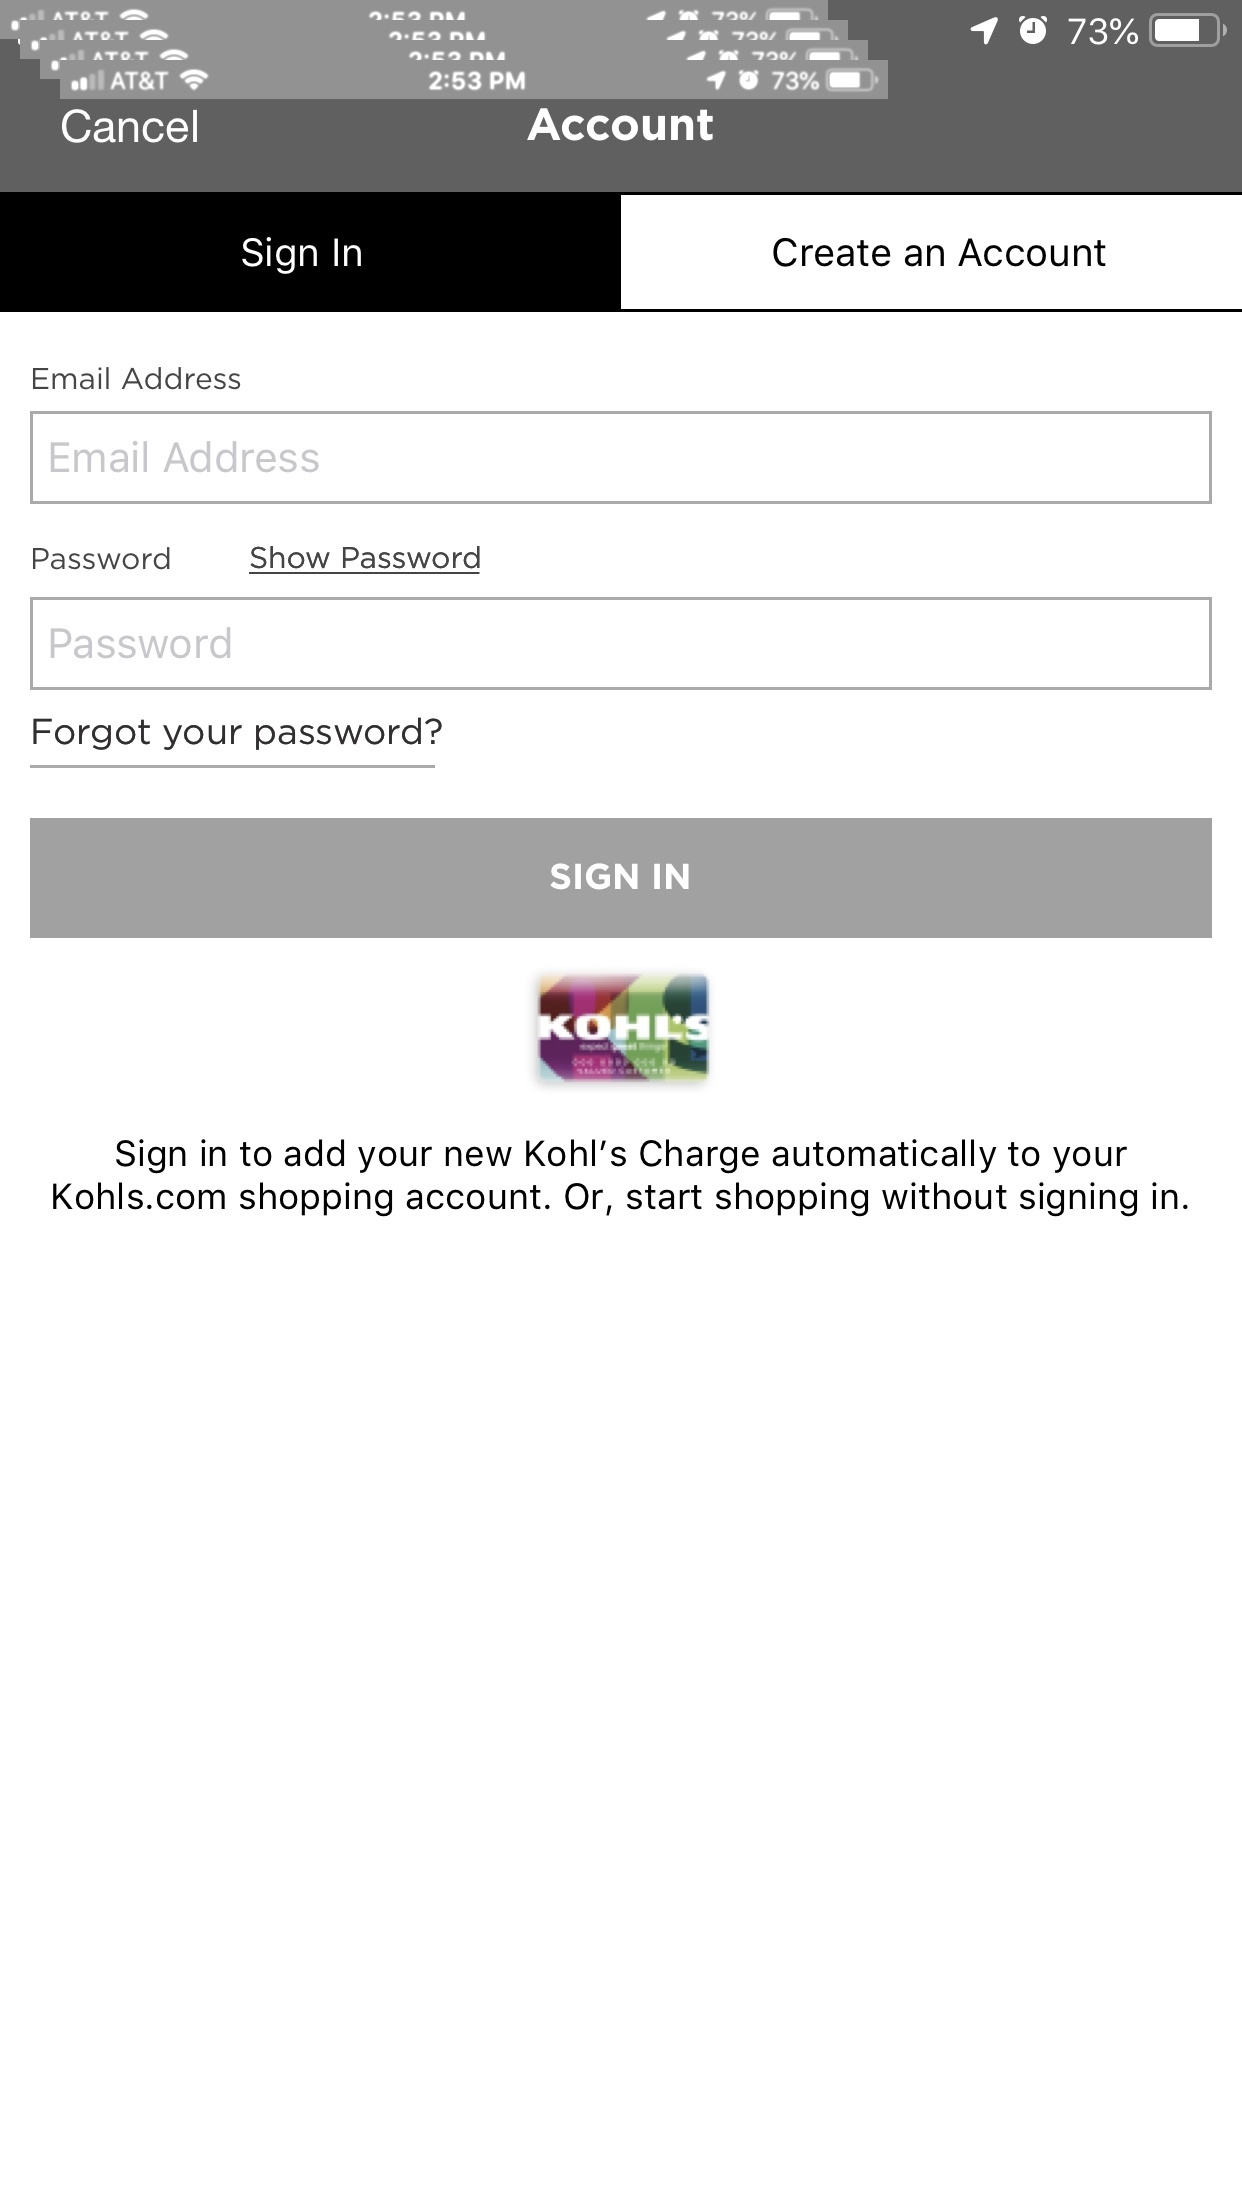 73%
AT&T 2:53 PM 73%
Cancel Account
Sign In Create an Account
Email Address
Email Address
Password Show Password
Password
Forgot your password?
SIGN IN
KOHL'S
Sign in to add your new Kohl's Charge automatically to your
Kohls.com shopping account. Or, start shopping without signing in.